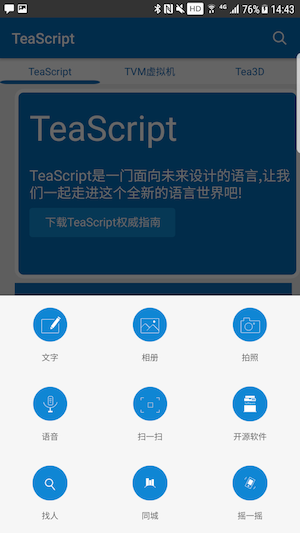 HD 4G 76% 14:43
TeaScript
TeaScript TVM虚拟机 Tea3D
TeaScript
TeaScript是一门面向未来设计的语言,让我
们一起走进这个全新的语言世界吧!
下载TeaScript权威指南
文字 相册 拍照
语音 扫一扫 开源软件
找人 同城 摇一摇